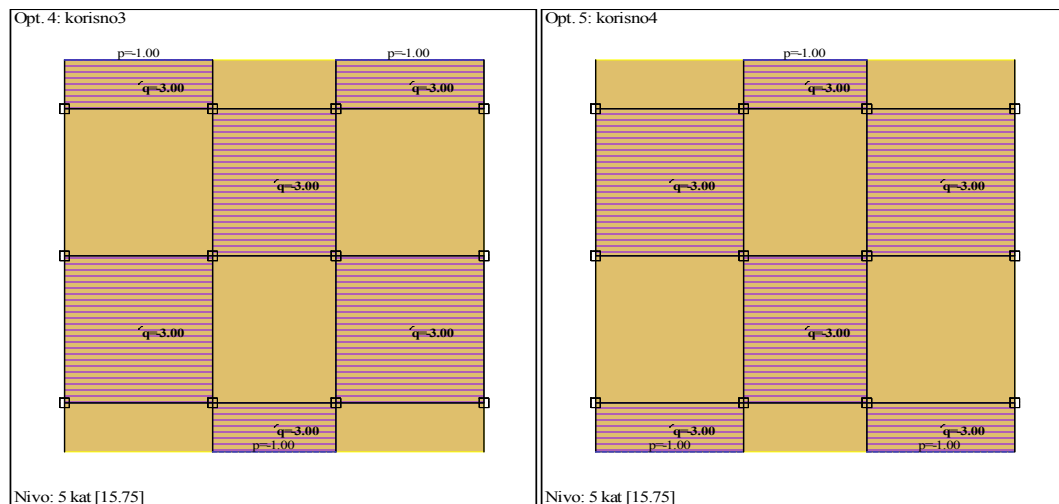 Opt. 4: korisno3
p=-1.00
p=-1.00
q=-3.00
q=-3.00
q=-3.00
q=-3.00
q=-3.00
q=-3.00
p=-1.00
Nivo: 5 kat [15.75]
Opt. 5: korisno4
p=-1.00
q=-3.00
q=-3.00
q=-3.00
q=-3.00
q=-3.00
q=-3.00
p=-1.00
p=-1.00
Nivo: 5 kat [15.75]